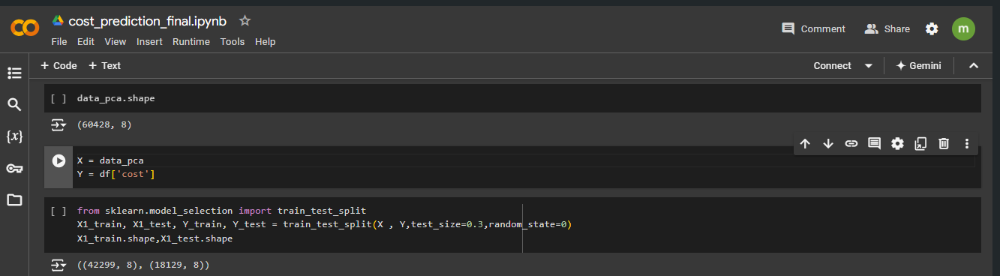 cost_prediction_final.ipynb
File Edit View Insert Runtime Tools Help
Comment Share m
+ Code + Text
Connect Gemini
[ ] data_pca.shape
(60428, 8)
{x}
X = data_pca
Y = df['cost']
[ ] from sklearn.model_selection import train_test_split
X1_train, X1_test, Y_train, Y_test = train_test_split(X , Y,test_size=0.3,random_state=0)
X1_train.shape,X1_test.shape
((42299, 8), (18129, 8))